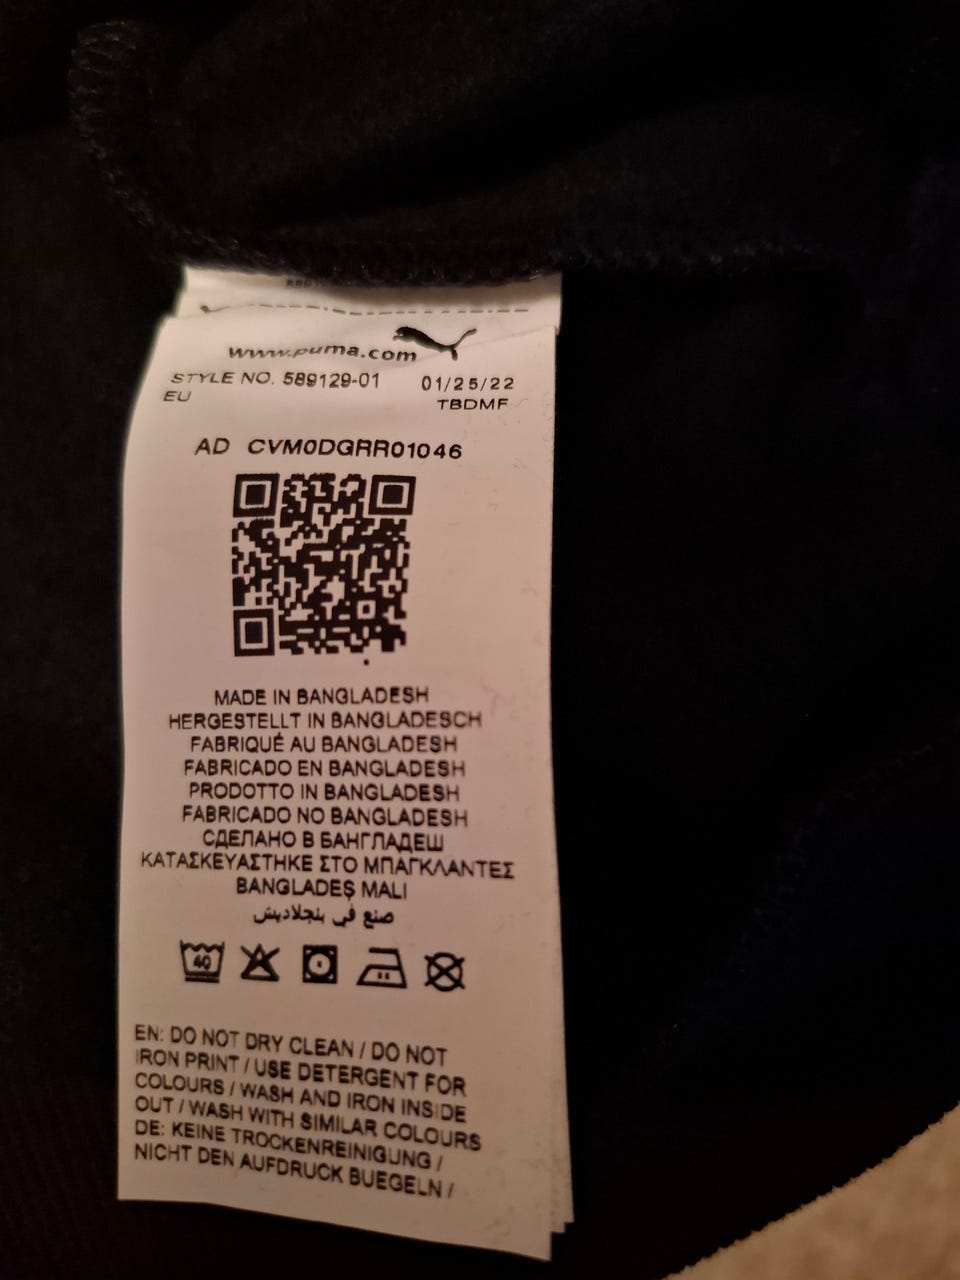 www.puma.com
STYLE NO. 589129-01 01/25/22
EU TBDMF
AD CVM0DGRR01046
MADE IN BANGLADESH
HERGESTELLT IN BANGLADESCH
FABRIQUÉ AU BANGLADESH
FABRICADO EN BANGLADESH
PRODOTTO IN BANGLADESH
FABRICADO NO BANGLADESH
СДЕЛАНО В БАНГЛАДЕШ
ΚΑΤΑΣΚΕΥΑΣΤΗΚΕ ΣΤΟ ΜΠΑΓΚΛΑΝΤΕΣ
BANGLADEŞ MALI
صنع في بنجلاديش
40
EN: DO NOT DRY CLEAN / DO NOT
IRON PRINT / USE DETERGENT FOR
COLOURS / WASH AND IRON INSIDE
OUT / WASH WITH SIMILAR COLOURS
DE: KEINE TROCKENREINIGUNG /
NICHT DEN AUFDRUCK BUEGELN /